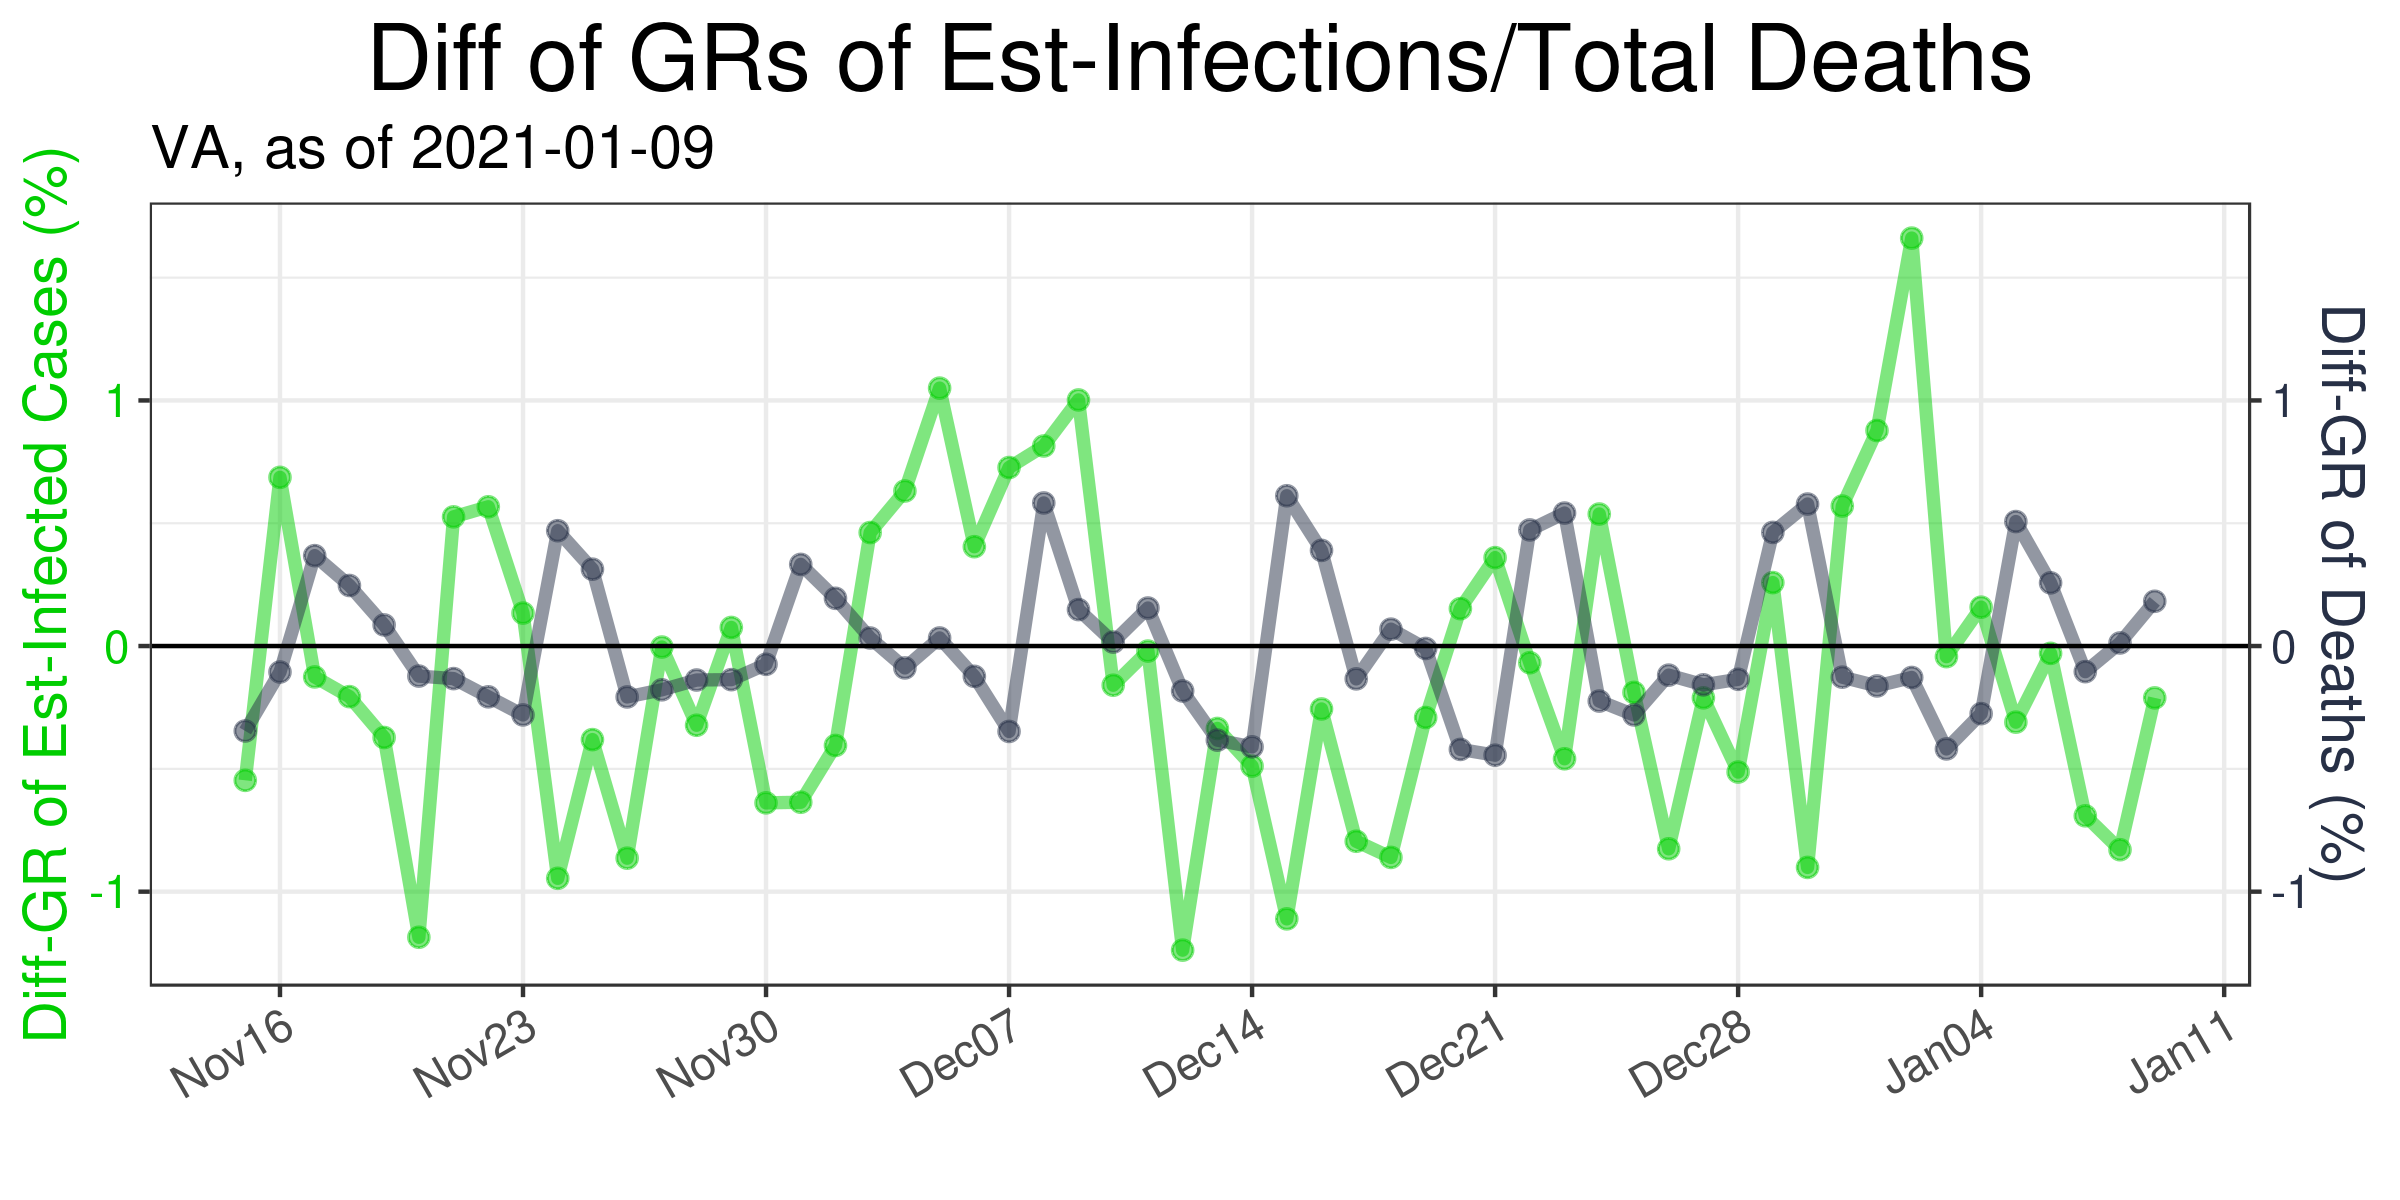 Diff of GRs of Est-Infections/Total Deaths
VA, as of 2021-01-09
Diff-GR of Est-Infected Cases (%)
1
0
-1
1
0
-1
Diff-GR of Deaths (%)
Nov16
Nov23
Nov30
Dec07
Dec14
Dec21
Dec28
Jan04
Jan11